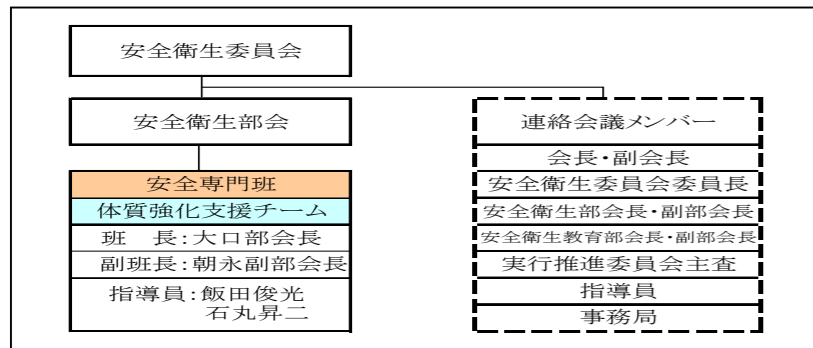 安全衛生委員会
安全衛生部会
安全専門班
体質強化支援チーム
班　長:大口部会長
副班長:朝永副部会長
指導員:飯田俊光
石丸昇二
連絡会議メンバー
会長・副会長
安全衛生委員会委員長
安全衛生部会長・副部会長
安全衛生教育部会長・副部会長
実行推進委員会主査
指導員
事務局